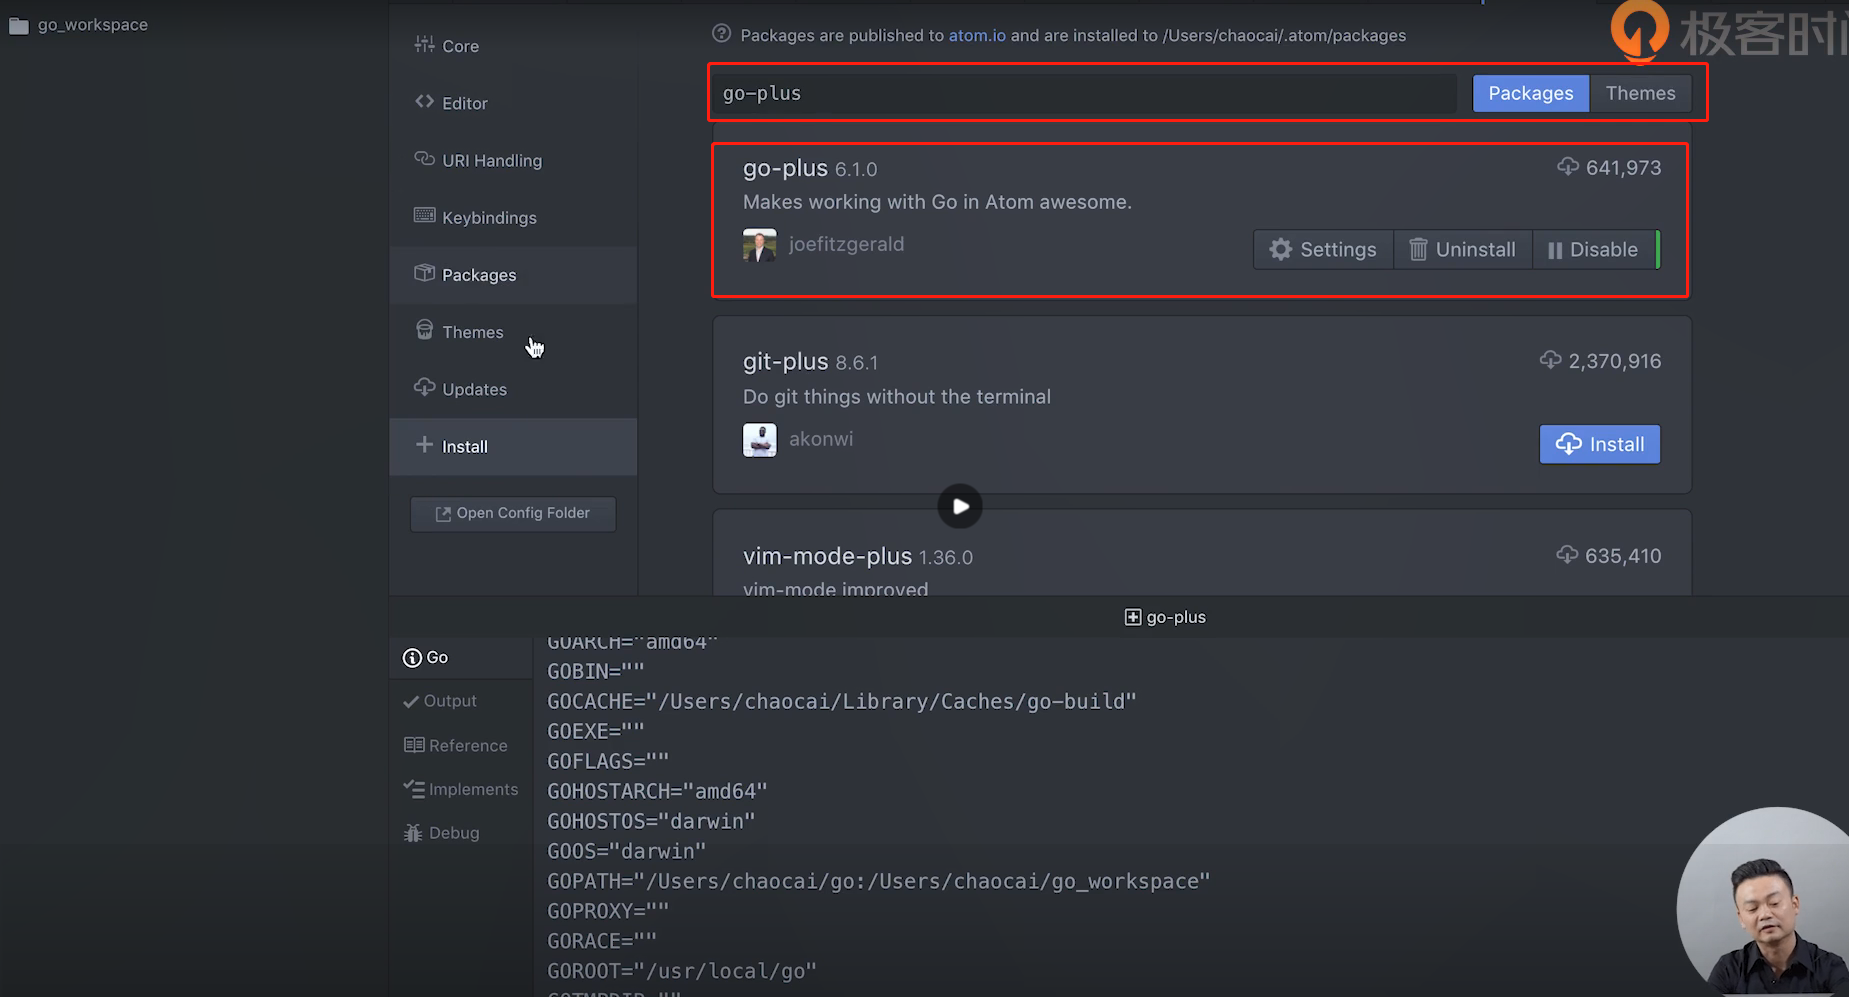 go_workspace
Core
Editor
URI Handling
Keybindings
Packages
Themes
Updates
Install
Open Config Folder
Packages are published to atom.io and are installed to /Users/chaocai/.atom/packages
极客时间
go-plus
Packages
Themes
go-plus 6.1.0
641,973
Makes working with Go in Atom awesome.
joefitzgerald
Settings
Uninstall
Disable
git-plus 8.6.1
2,370,916
Do git things without the terminal
akonwi
Install
vim-mode-plus 1.36.0
635,410
vim-mode improved
go-plus
Go
Output
Reference
Implements
Debug
GOARCH="amd64"
GOBIN=""
GOCACHE="/Users/chaocai/Library/Caches/go-build"
GOEXE=""
GOFLAGS=""
GOHOSTARCH="amd64"
GOHOSTOS="darwin"
GOOS="darwin"
GOPATH="/Users/chaocai/go:/Users/chaocai/go_workspace"
GOPROXY=""
GORACE=""
GOROOT="/usr/local/go"